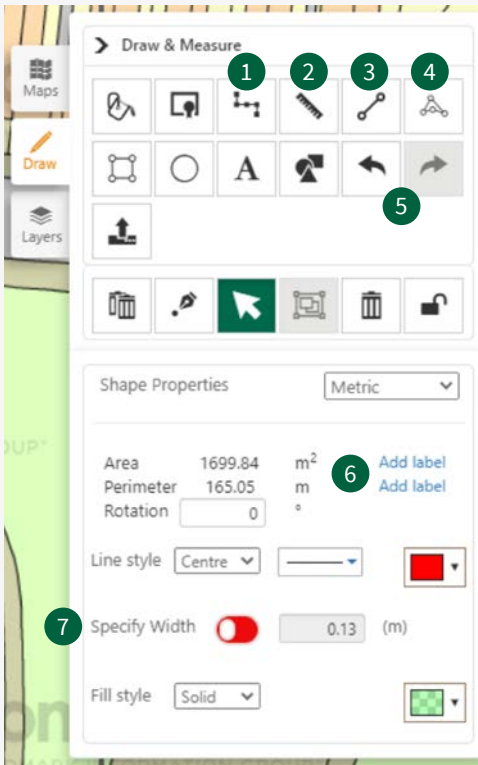 Draw & Measure
1 2 3 4
Maps
A
Draw
5
Layers
Shape Properties Metric
OUP*
Area 1699.84 m² Add label
6
Perimeter 165.05 m Add label
Rotation 0 °
Line style Centre
7 Specify Width 0.13 (m)
Fill style Solid